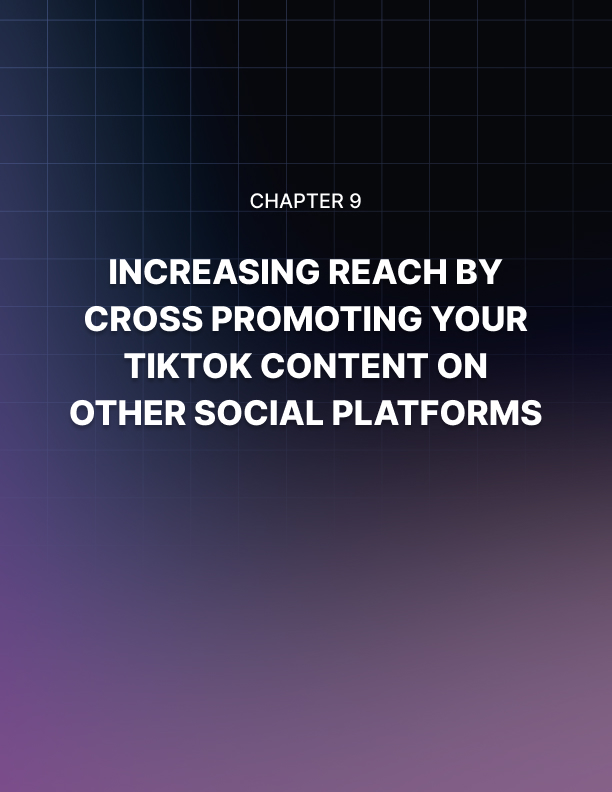 CHAPTER 9
INCREASING REACH BY
CROSS PROMOTING YOUR
TIKTOK CONTENT ON
OTHER SOCIAL PLATFORMS